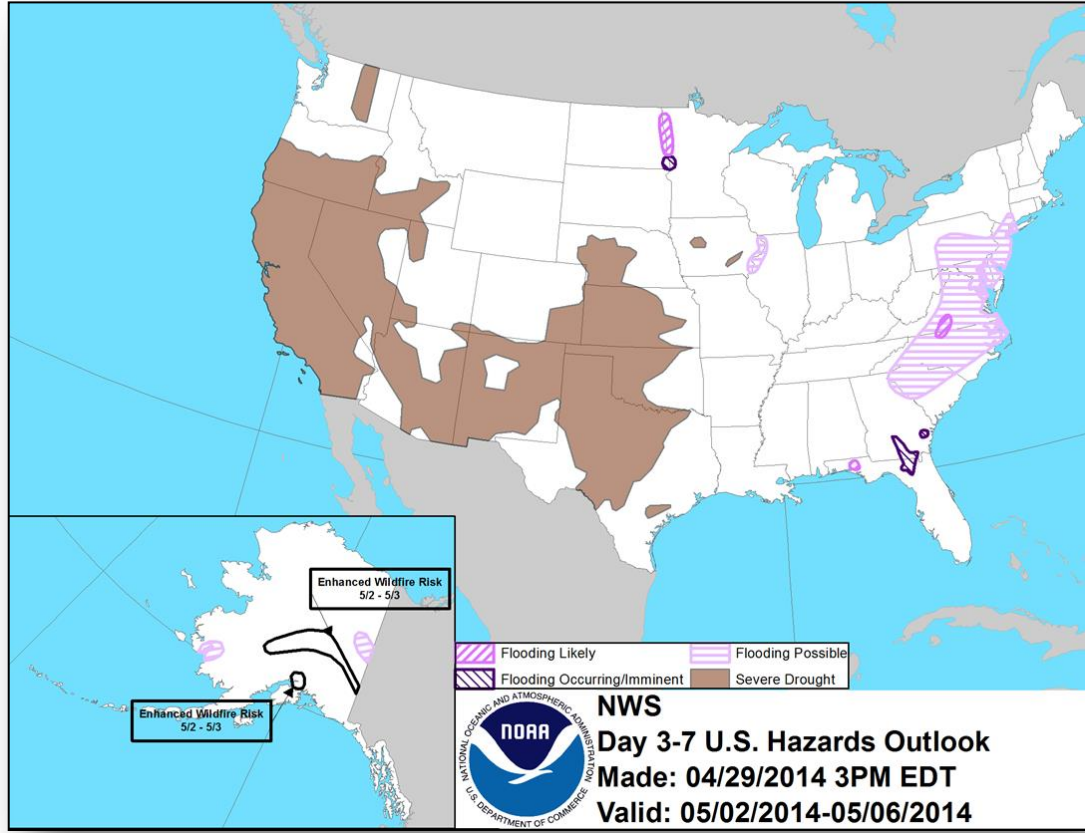 Enhanced Wildfire Risk
5/2 - 5/3
Enhanced Wildfire Risk
5/2 - 5/3
Flooding Likely
Flooding Possible
Flooding Occurring/Imminent
Severe Drought
NATIONAL OCEANIC AND ATMOSPHERIC ADMINISTRATION
NOAA
U.S. DEPARTMENT OF COMMERCE
NWS
Day 3-7 U.S. Hazards Outlook
Made: 04/29/2014 3PM EDT
Valid: 05/02/2014-05/06/2014